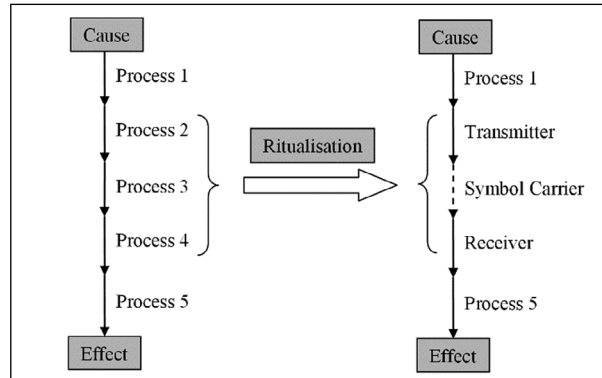 Cause
Process 1
Process 2
Process 3
Process 4
Process 5
Effect
Ritualisation
Cause
Process 1
Transmitter
Symbol Carrier
Receiver
Process 5
Effect